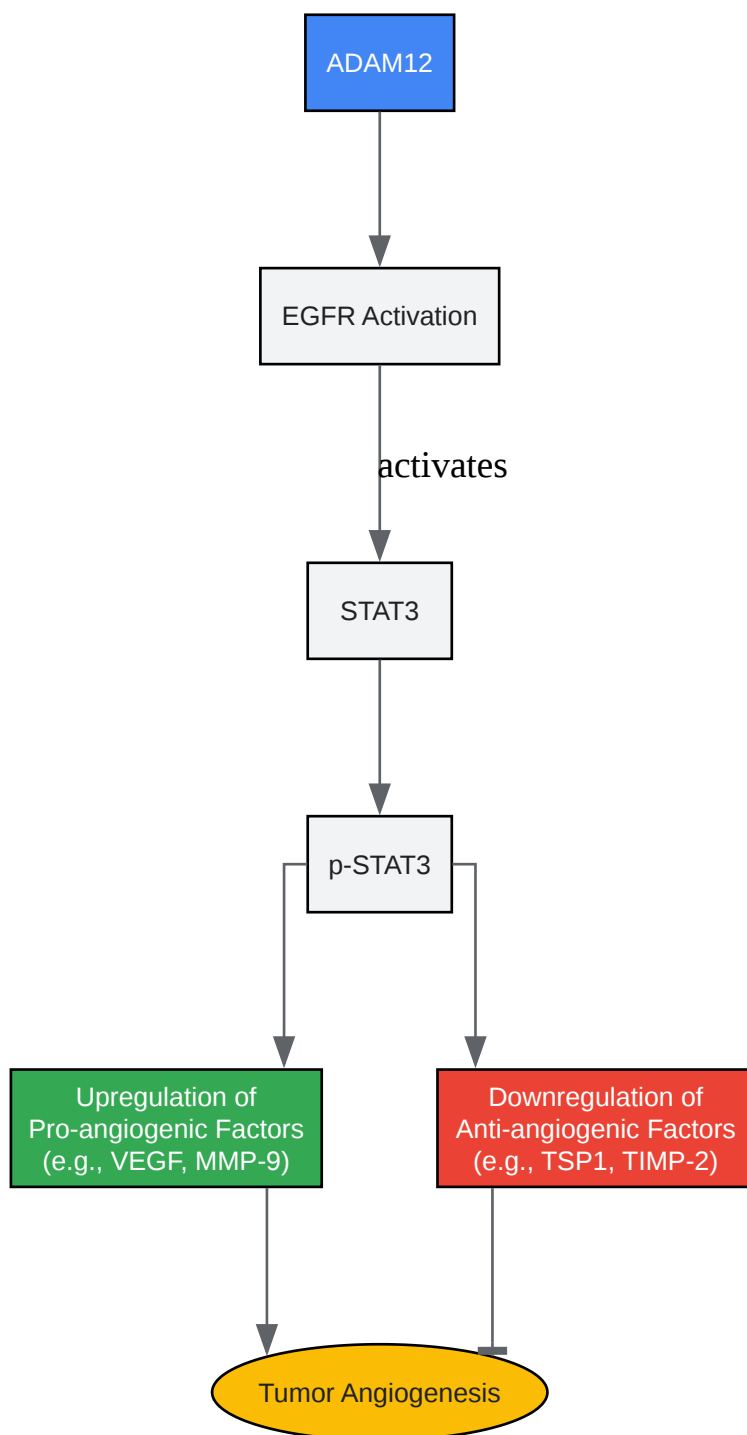 ADAM12
EGFR Activation
activates
STAT3
p-STAT3
Upregulation of
Pro-angiogenic Factors
(e.g., VEGF, MMP-9)
Downregulation of
Anti-angiogenic Factors
(e.g., TSP1, TIMP-2)
Tumor Angiogenesis